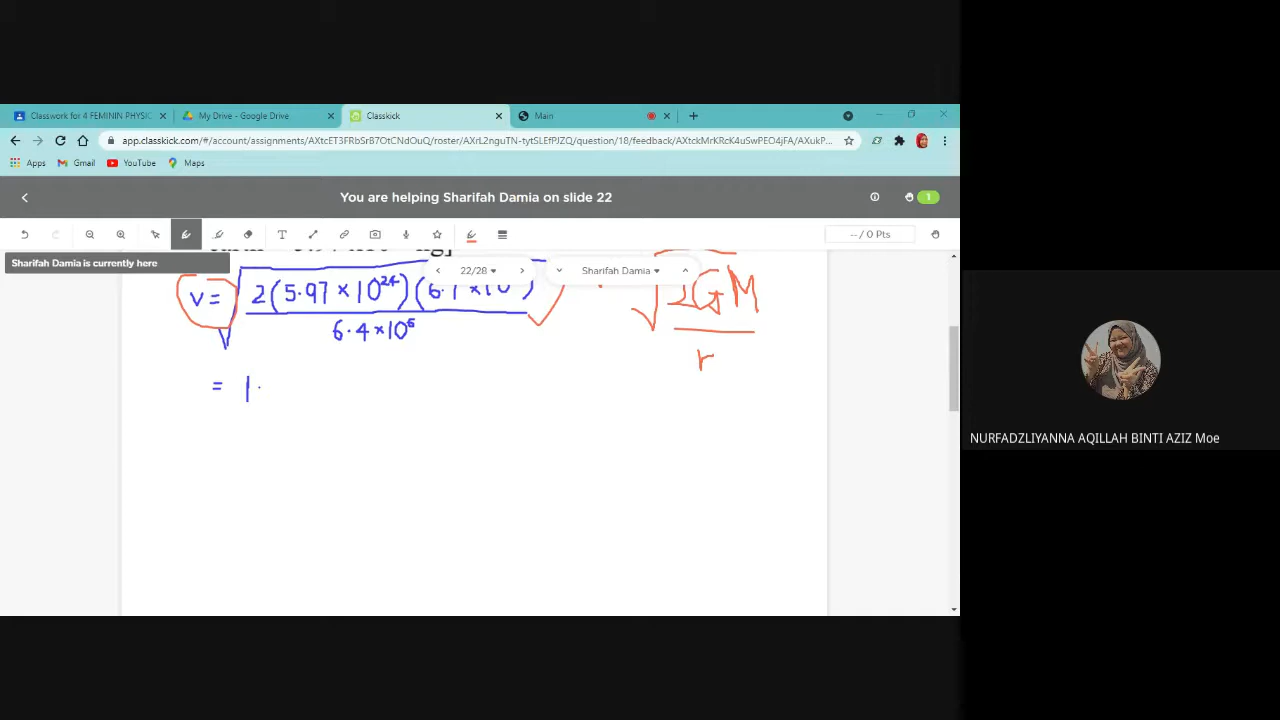 Classwork for 4 FEMININ PHYSIC
My Drive - Google Drive
Classkick
Main
app.classkick.com/#/account/assignments/AXtcET3FRbSrB7OtCNdOuQ/roster/AXrL2nguTN-tytSLEfPJZQ/question/18/feedback/AXtckMrKRcK4uSwPEO4jFA/AXukP...
Apps
Gmail
YouTube
Maps
You are helping Sharifah Damia on slide 22
1
T
-- / 0 Pts
Sharifah Damia is currently here
22/28
Sharifah Damia
v = √ 2(5.97 × 10²⁴)(6.7 × 10
6.4 × 10⁶
√ 2GM
r
= 1.
NURFADZLIYANNA AQILLAH BINTI AZIZ Moe